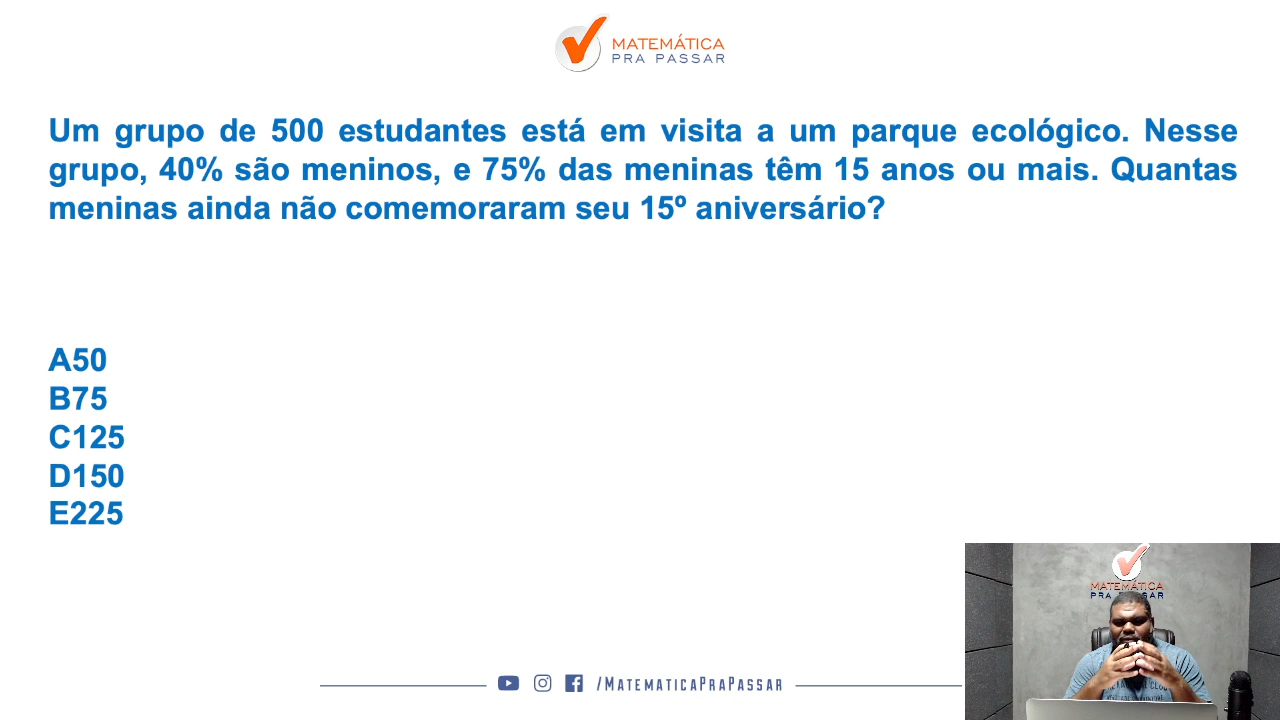 MATEMÁTICA
PRA PASSAR
Um grupo de 500 estudantes está em visita a um parque ecológico. Nesse
grupo, 40% são meninos, e 75% das meninas têm 15 anos ou mais. Quantas
meninas ainda não comemoraram seu 15º aniversário?
A50
B75
C125
D150
E225
MATEMÁTICA
PRA PASSAR
/MATEMATICAPRAPASSAR